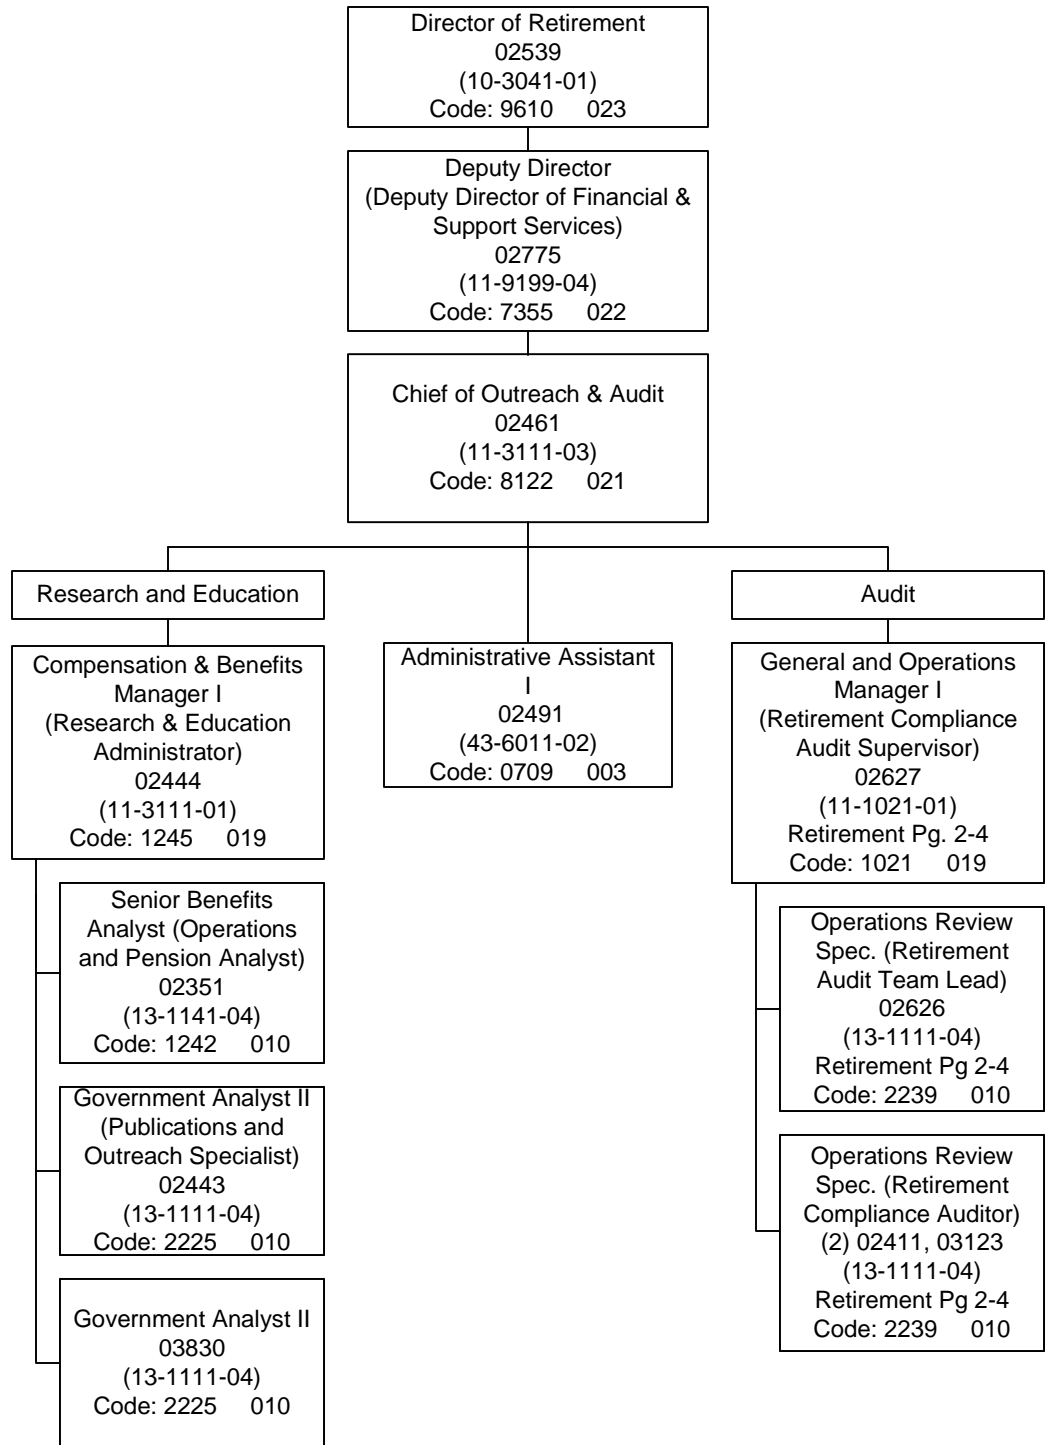 Director of Retirement
02539
(10-3041-01)
Code: 9610 023
Deputy Director
(Deputy Director of Financial &
Support Services)
02775
(11-9199-04)
Code: 7355 022
Chief of Outreach & Audit
02461
(11-3111-03)
Code: 8122 021
Research and Education
Compensation & Benefits
Manager I
(Research & Education
Administrator)
02444
(11-3111-01)
Code: 1245 019
Senior Benefits
Analyst (Operations
and Pension Analyst)
02351
(13-1141-04)
Code: 1242 010
Government Analyst II
(Publications and
Outreach Specialist)
02443
(13-1111-04)
Code: 2225 010
Government Analyst II
03830
(13-1111-04)
Code: 2225 010
Administrative Assistant
I
02491
(43-6011-02)
Code: 0709 003
Audit
General and Operations
Manager I
(Retirement Compliance
Audit Supervisor)
02627
(11-1021-01)
Retirement Pg. 2-4
Code: 1021 019
Operations Review
Spec. (Retirement
Audit Team Lead)
02626
(13-1111-04)
Retirement Pg 2-4
Code: 2239 010
Operations Review
Spec. (Retirement
Compliance Auditor)
(2) 02411, 03123
(13-1111-04)
Retirement Pg 2-4
Code: 2239 010